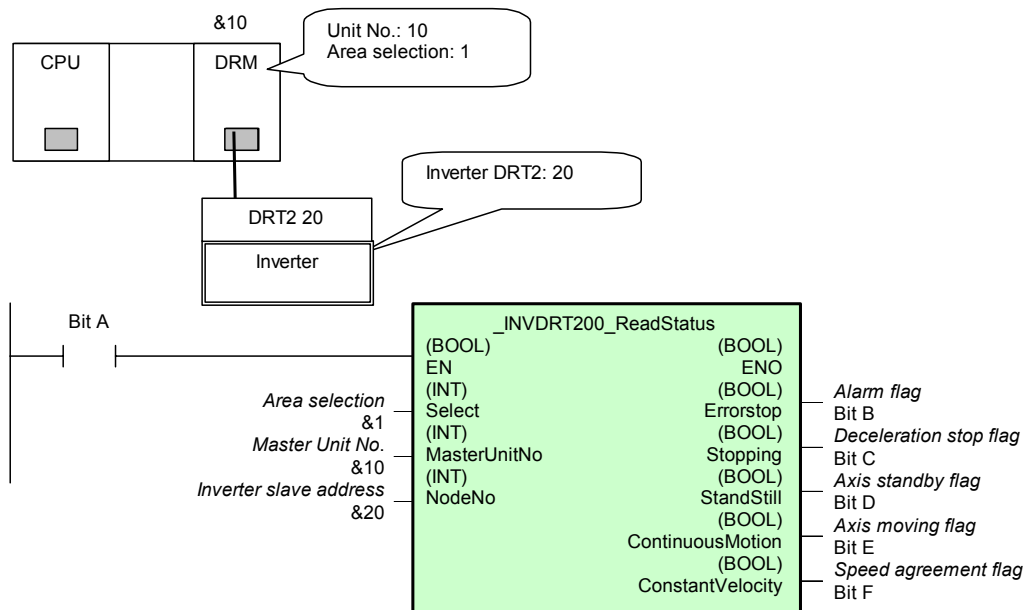 &10
Unit No.: 10
Area selection: 1
CPU
DRM
Inverter DRT2: 20
DRT2 20
Inverter
Bit A
_INVDRT200_ReadStatus
(BOOL) (BOOL)
EN ENO
(INT) (BOOL)
Area selection
&1
Select Errorstop
Alarm flag
Bit B
(INT) (BOOL)
Master Unit No.
&10
MasterUnitNo Stopping
Deceleration stop flag
Bit C
(INT) (BOOL)
Inverter slave address
&20
NodeNo StandStill
Axis standby flag
Bit D
(BOOL)
ContinuousMotion
Axis moving flag
Bit E
(BOOL)
ConstantVelocity
Speed agreement flag
Bit F